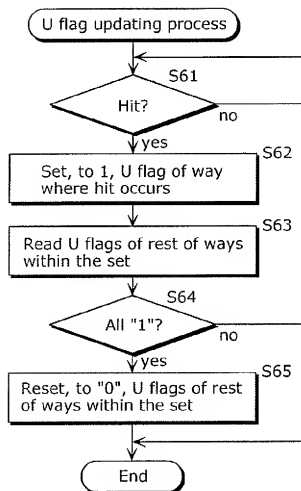 U flag updating process
S61
Hit?
no
yes
S62
Set, to 1, U flag of way
where hit occurs
S63
Read U flags of rest of ways
within the set
S64
All "1"?
no
yes
S65
Reset, to "0", U flags of rest
of ways within the set
End